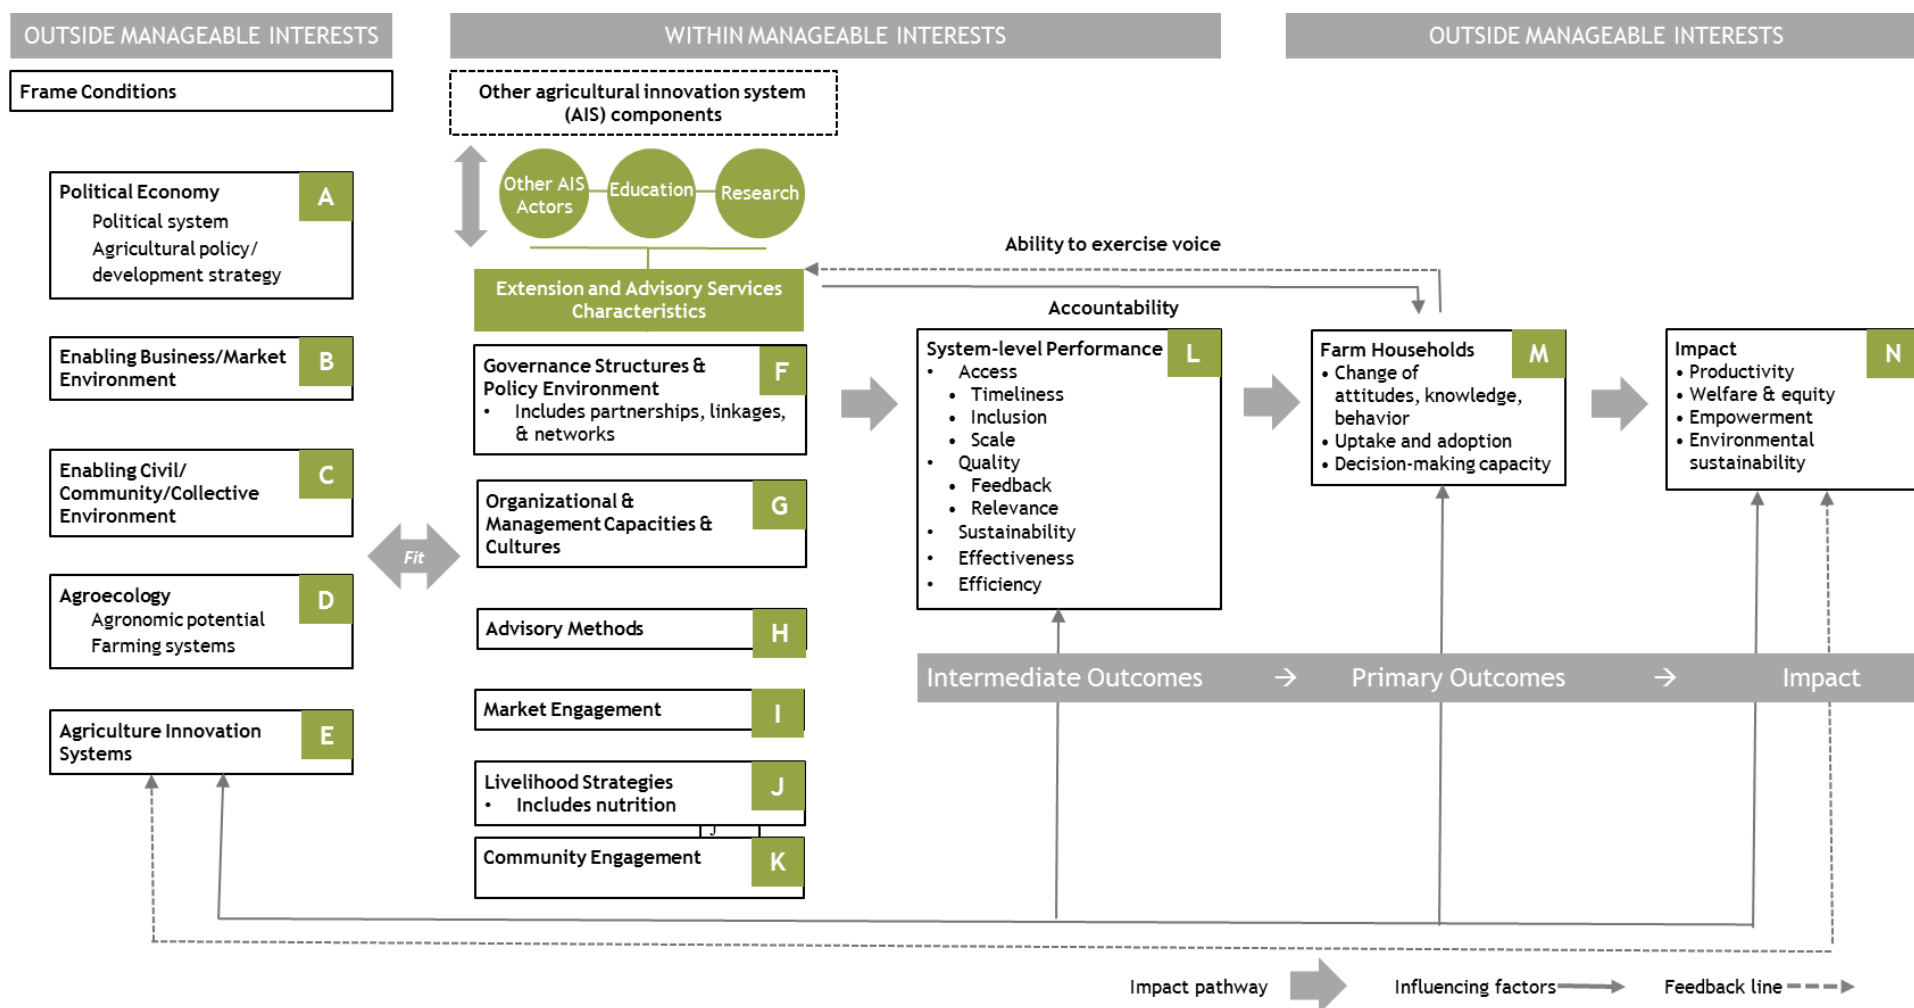 OUTSIDE MANAGEABLE INTERESTS
WITHIN MANAGEABLE INTERESTS
OUTSIDE MANAGEABLE INTERESTS
Frame Conditions
Political Economy
A
Political system
Agricultural policy/
development strategy
Enabling Business/Market
Environment
B
Enabling Civil/
Community/Collective
Environment
C
Agroecology
D
Agronomic potential
Farming systems
Agriculture Innovation
Systems
E
Fit
Other agricultural innovation system
(AIS) components
Other AIS
Actors
Education
Research
Extension and Advisory Services
Characteristics
Governance Structures &
Policy Environment
F
• Includes partnerships, linkages,
& networks
Organizational &
Management Capacities &
Cultures
G
Advisory Methods
H
Market Engagement
I
Livelihood Strategies
J
• Includes nutrition
J
Community Engagement
K
Ability to exercise voice
Accountability
System-level Performance
L
• Access
• Timeliness
• Inclusion
• Scale
• Quality
• Feedback
• Relevance
• Sustainability
• Effectiveness
• Efficiency
Farm Households
M
• Change of
attitudes, knowledge,
behavior
• Uptake and adoption
• Decision-making capacity
Impact
N
• Productivity
• Welfare & equity
• Empowerment
• Environmental
sustainability
Intermediate Outcomes → Primary Outcomes → Impact
Impact pathway
Influencing factors
Feedback line